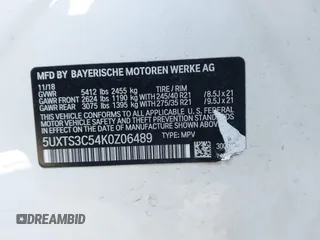 MFD BY BAYERISCHE MOTOREN WERKE AG
11/18
GVWR 5412 lbs 2455 kg TIRE / RIM
GAWR FRONT 2624 lbs 1190 kg 245/40 R21 / 8.5J x 21
GAWR REAR 3075 lbs 1395 kg 275/35 R21 / 9.5J x 21
THIS VEHICLE CONFORMS TO ALL APPLICABLE U.S. FEDERAL
MOTOR VEHICLE SAFETY, BUMPER, AND THEFT PREVENTION
STANDARDS IN EFFECT ON THE DATE OF MANUFACTURE SHOWN ABOVE.
5UXTS3C54K0Z06489 TYPE: MPV
300